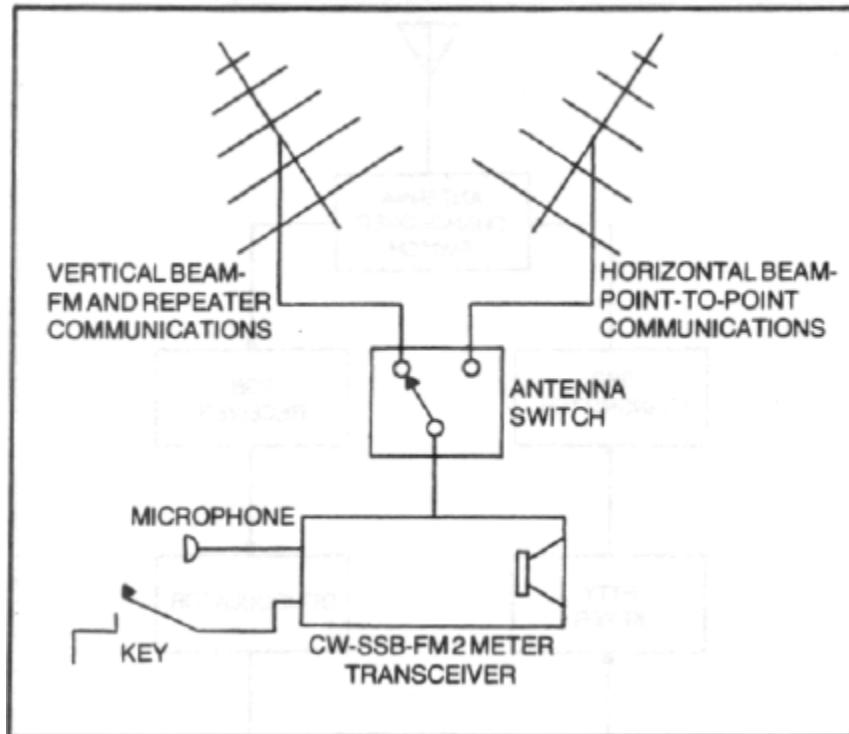 VERTICAL BEAM-
FM AND REPEATER
COMMUNICATIONS
HORIZONTAL BEAM-
POINT-TO-POINT
COMMUNICATIONS
ANTENNA
SWITCH
MICROPHONE
KEY
CW-SSB-FM 2 METER
TRANSCEIVER